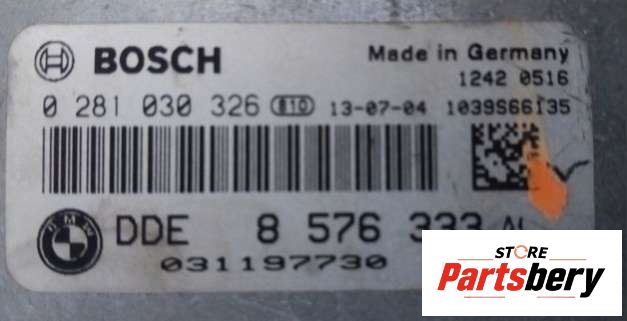 BOSCH Made in Germany
1242 0516
0 281 030 326 810 13-07-04 1039S66135
BMW DDE 8 576 333
031197730
STORE
Partsbery